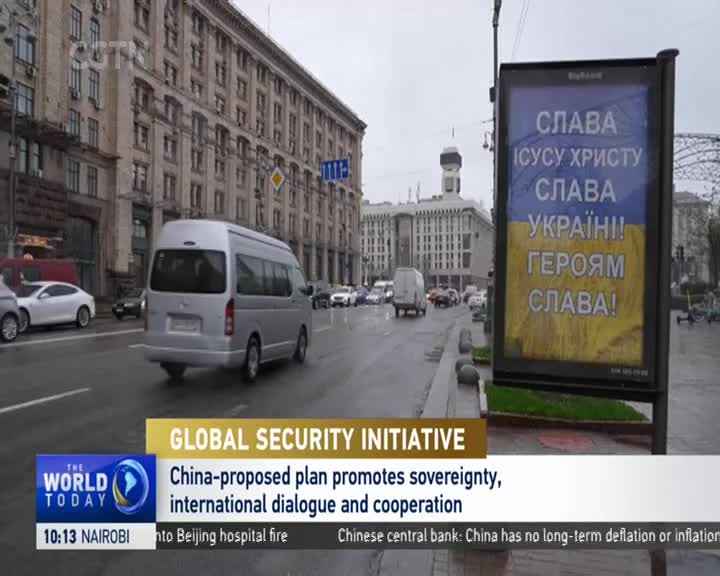 CGTN
BigBoard
СЛАВА
ІСУСУ ХРИСТУ
СЛАВА
УКРАЇНІ!
ГЕРОЯМ
СЛАВА!
GLOBAL SECURITY INITIATIVE
China-proposed plan promotes sovereignty,
international dialogue and cooperation
THE
WORLD
TODAY
10:13 NAIROBI
nto Beijing hospital fire Chinese central bank: China has no long-term deflation or inflation